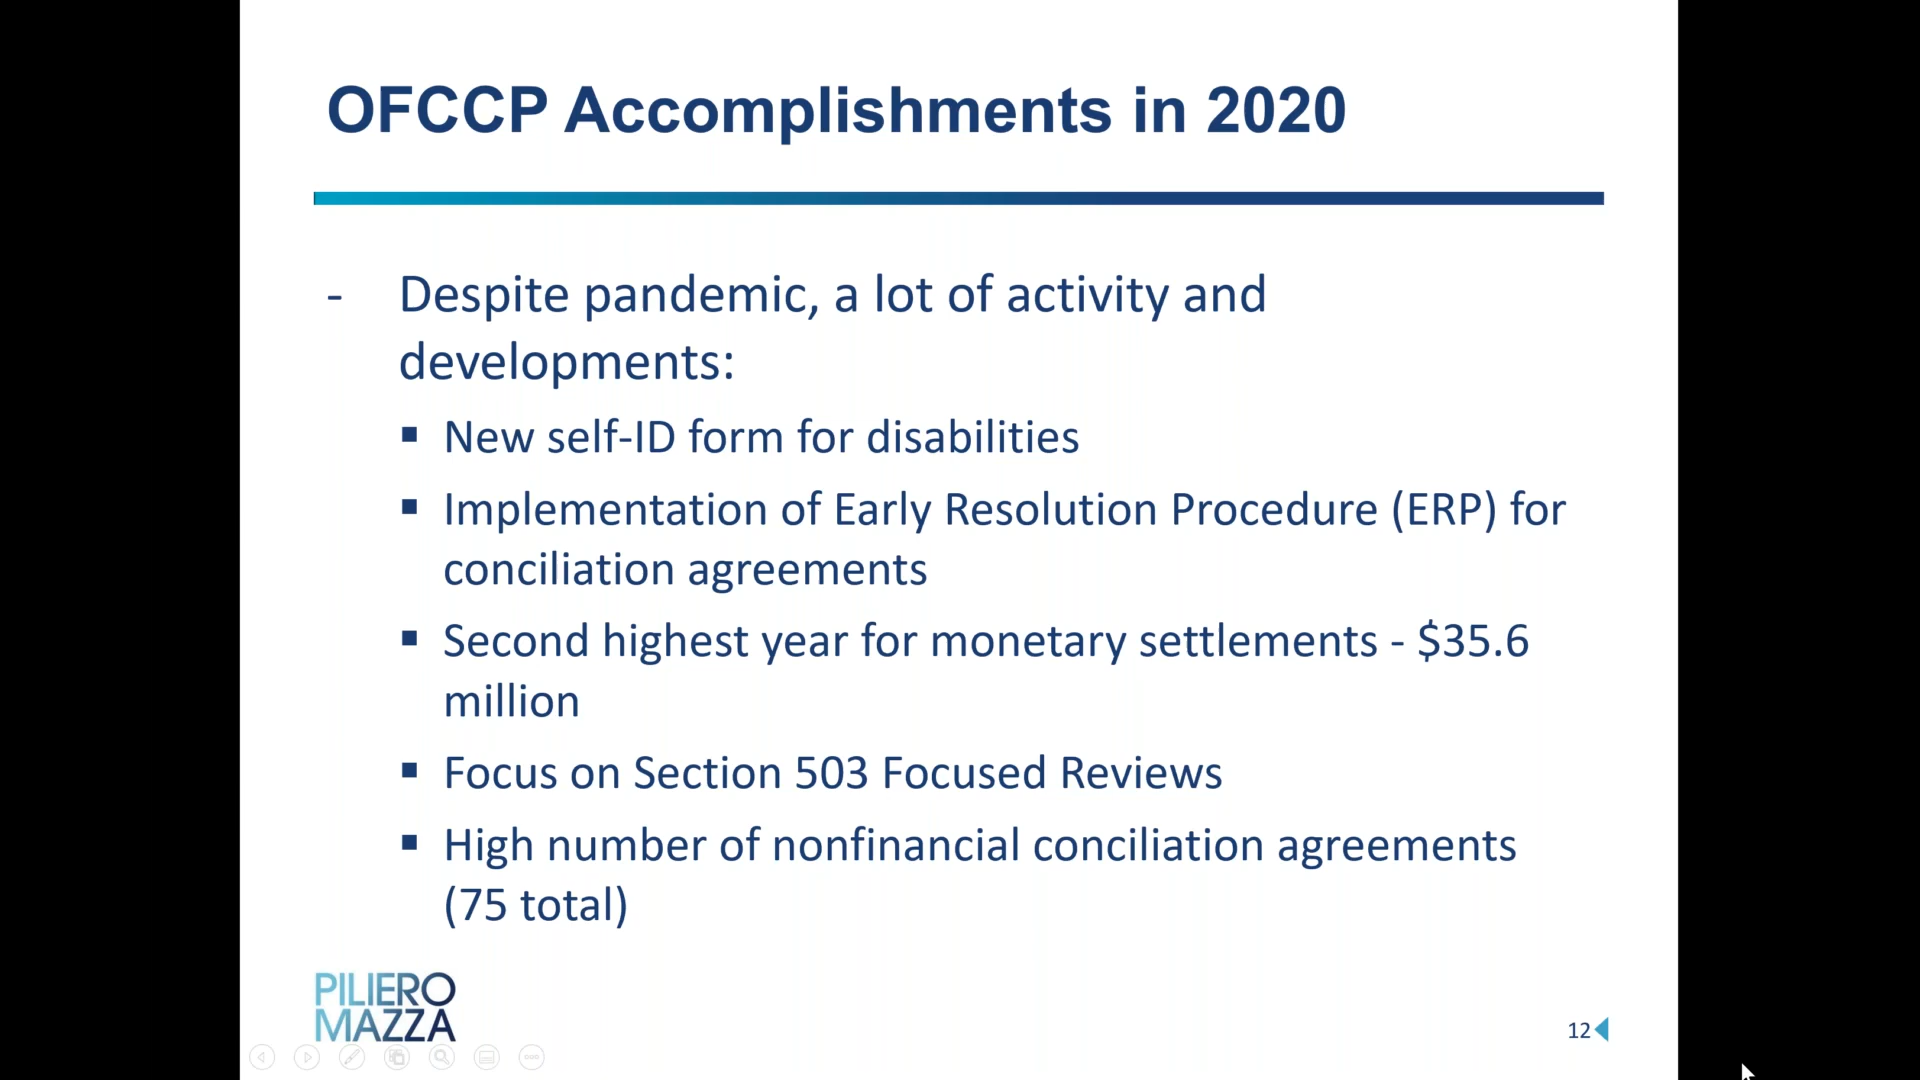 OFCCP Accomplishments in 2020
- Despite pandemic, a lot of activity and
developments:
▪ New self-ID form for disabilities
▪ Implementation of Early Resolution Procedure (ERP) for
conciliation agreements
▪ Second highest year for monetary settlements - $35.6
million
▪ Focus on Section 503 Focused Reviews
▪ High number of nonfinancial conciliation agreements
(75 total)
PILIERO
MAZZA
12